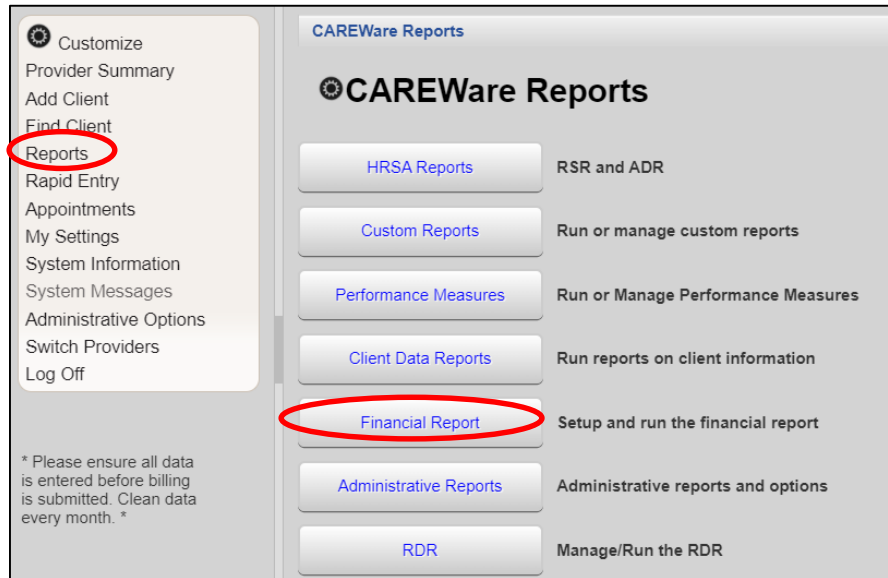 Customize
Provider Summary
Add Client
Find Client
Reports
Rapid Entry
Appointments
My Settings
System Information
System Messages
Administrative Options
Switch Providers
Log Off
* Please ensure all data
is entered before billing
is submitted. Clean data
every month. *
CAREWare Reports
CAREWare Reports
HRSA Reports RSR and ADR
Custom Reports Run or manage custom reports
Performance Measures Run or Manage Performance Measures
Client Data Reports Run reports on client information
Financial Report Setup and run the financial report
Administrative Reports Administrative reports and options
RDR Manage/Run the RDR